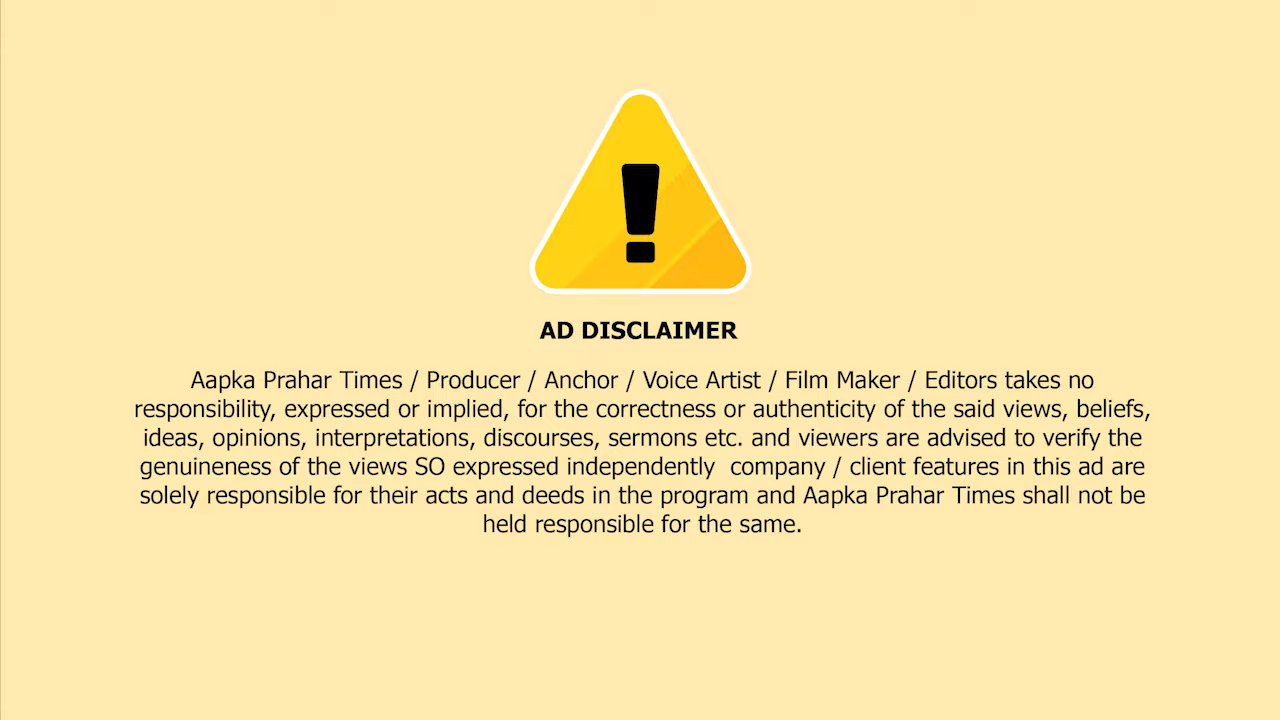 AD DISCLAIMER
Aapka Prahar Times / Producer / Anchor / Voice Artist / Film Maker / Editors takes no
responsibility, expressed or implied, for the correctness or authenticity of the said views, beliefs,
ideas, opinions, interpretations, discourses, sermons etc. and viewers are advised to verify the
genuineness of the views SO expressed independently  company / client features in this ad are
solely responsible for their acts and deeds in the program and Aapka Prahar Times shall not be
held responsible for the same.